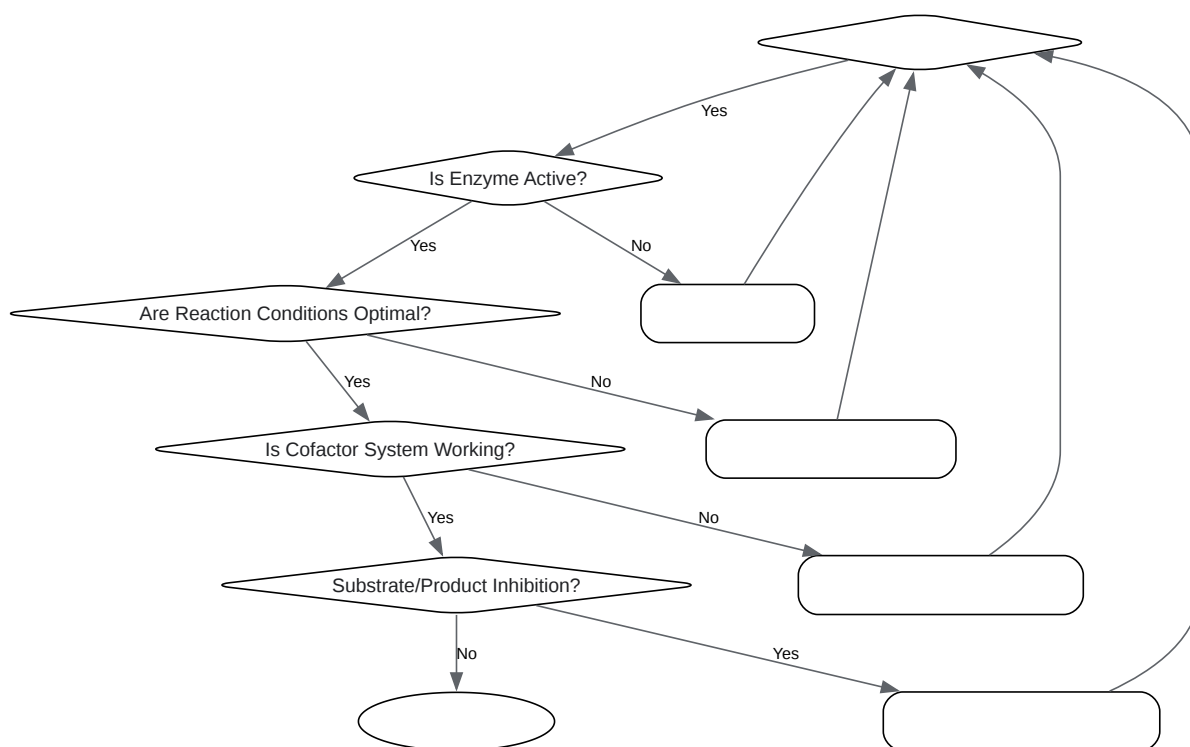 Yes
Is Enzyme Active?
Yes
No
Are Reaction Conditions Optimal?
Yes
No
Is Cofactor System Working?
Yes
No
Substrate/Product Inhibition?
No
Yes